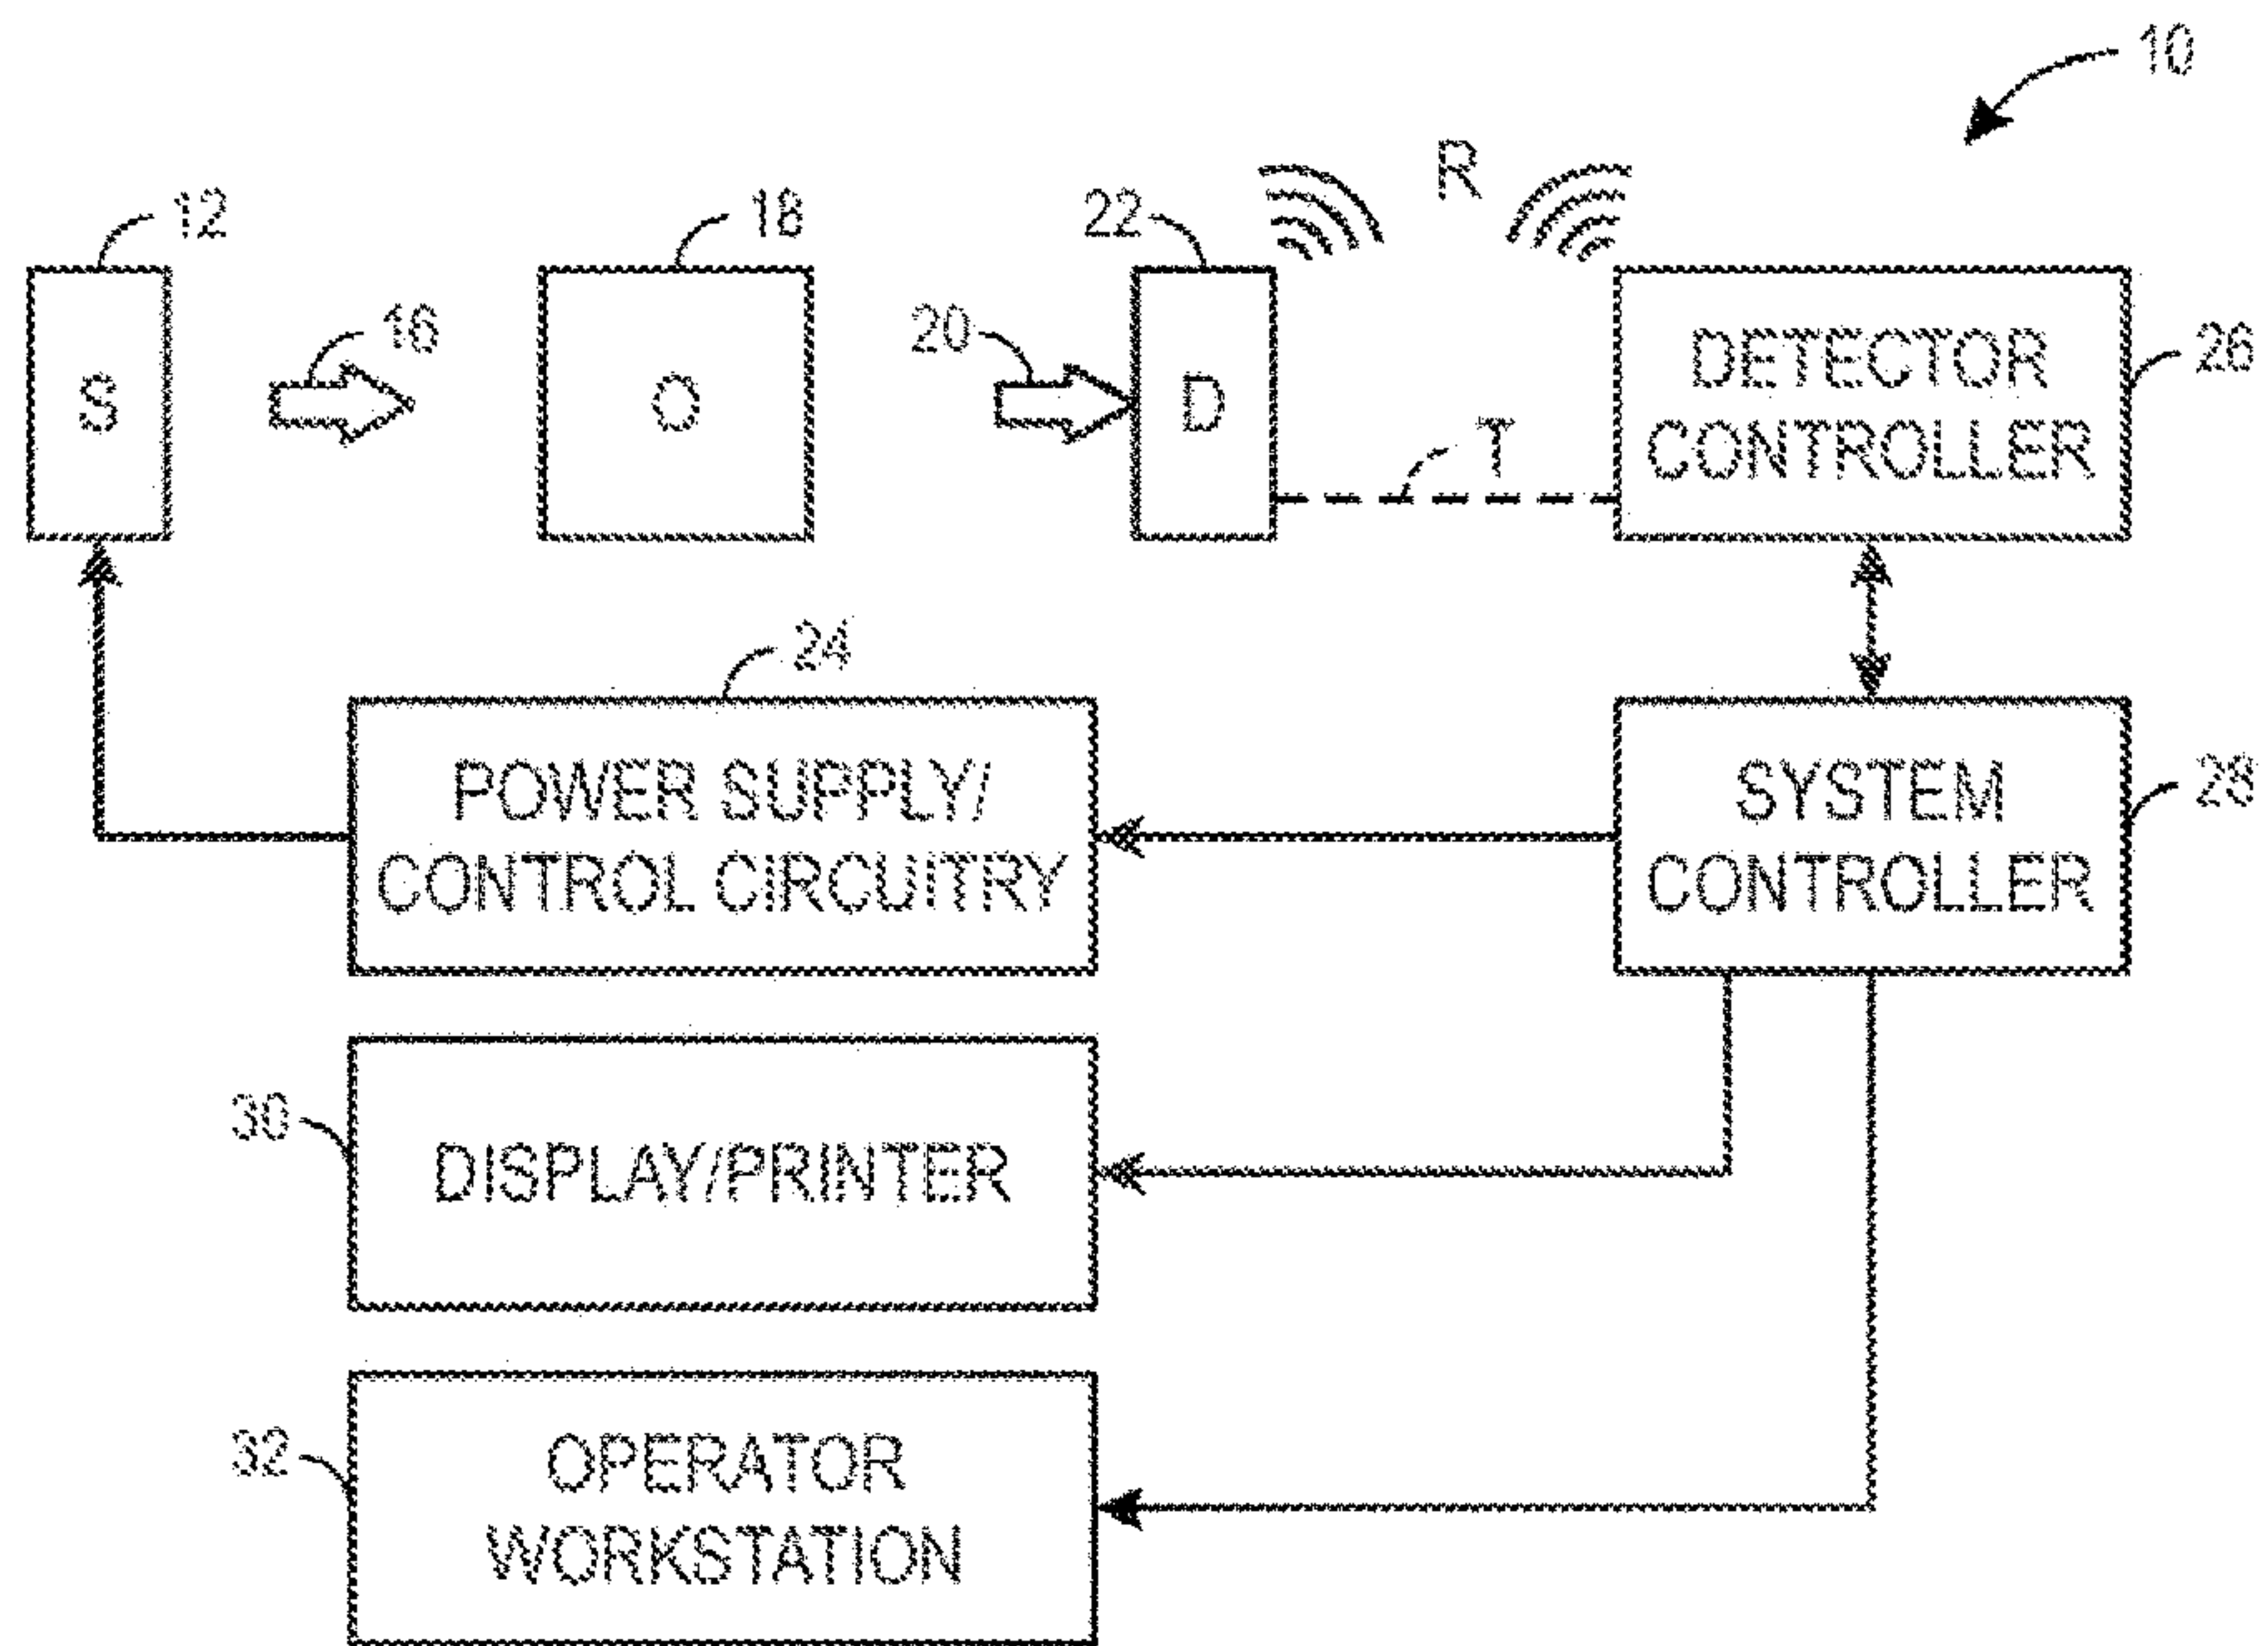 10
R
12
18
22
16
20
26
S
O
D
DETECTOR
CONTROLLER
T
24
28
POWER SUPPLY/
CONTROL CIRCUITRY
SYSTEM
CONTROLLER
30
DISPLAY/PRINTER
32
OPERATOR
WORKSTATION